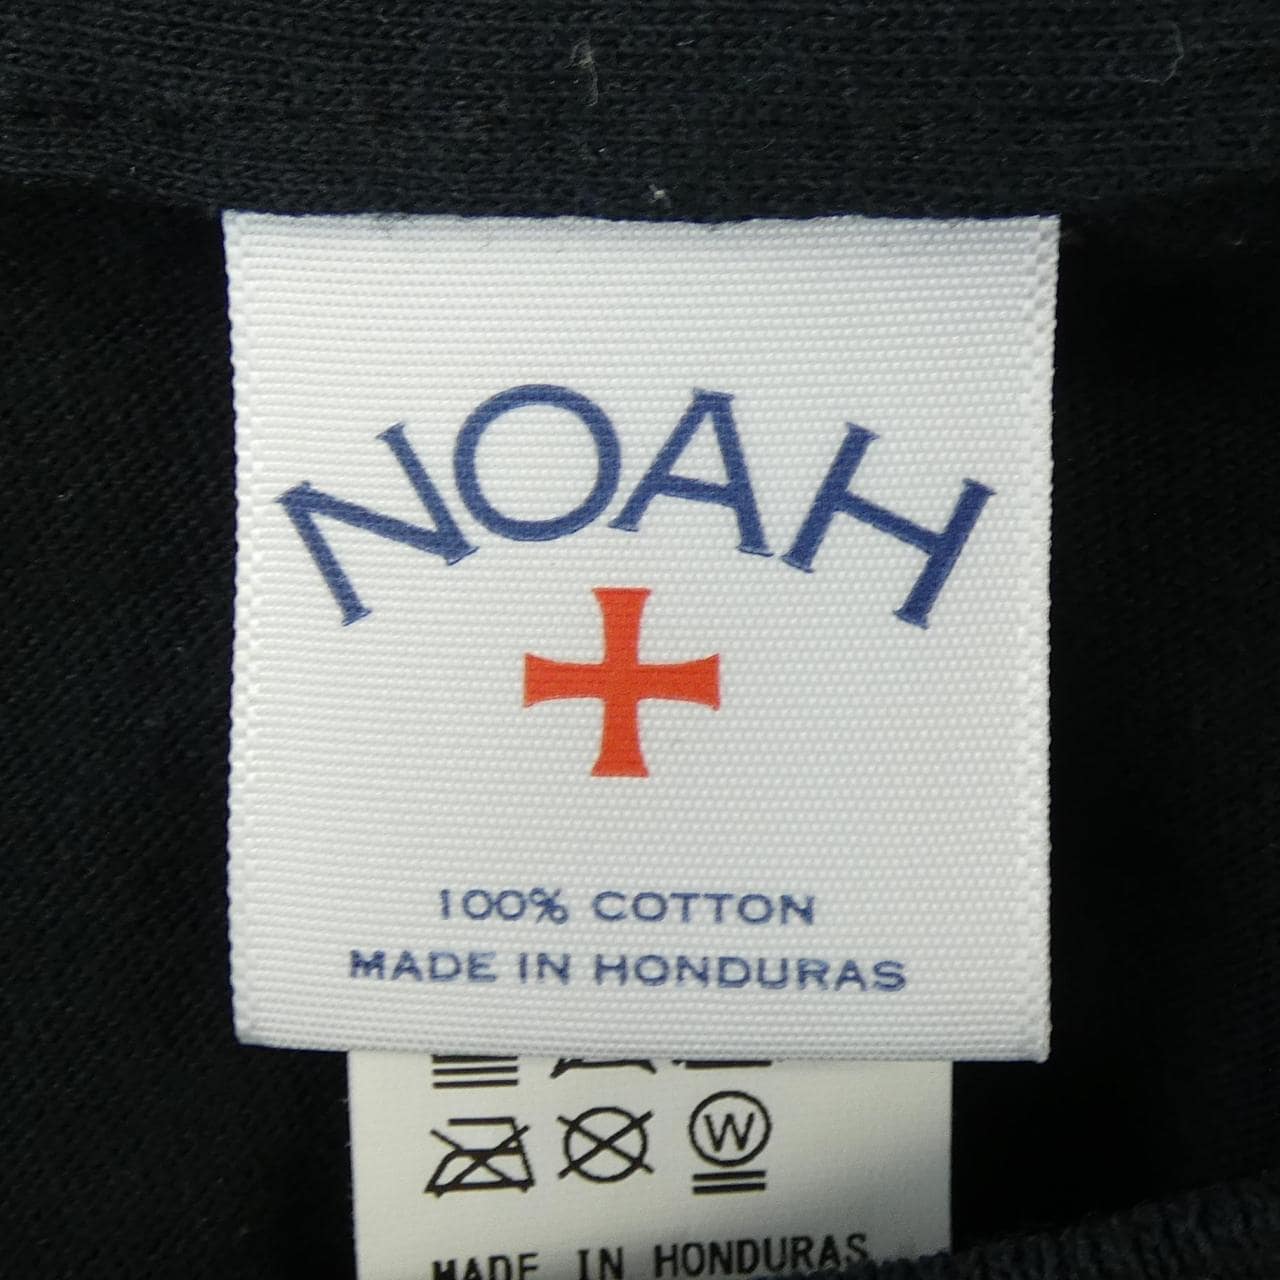 NOAH
100% COTTON
MADE IN HONDURAS
W
MADE IN HONDURAS